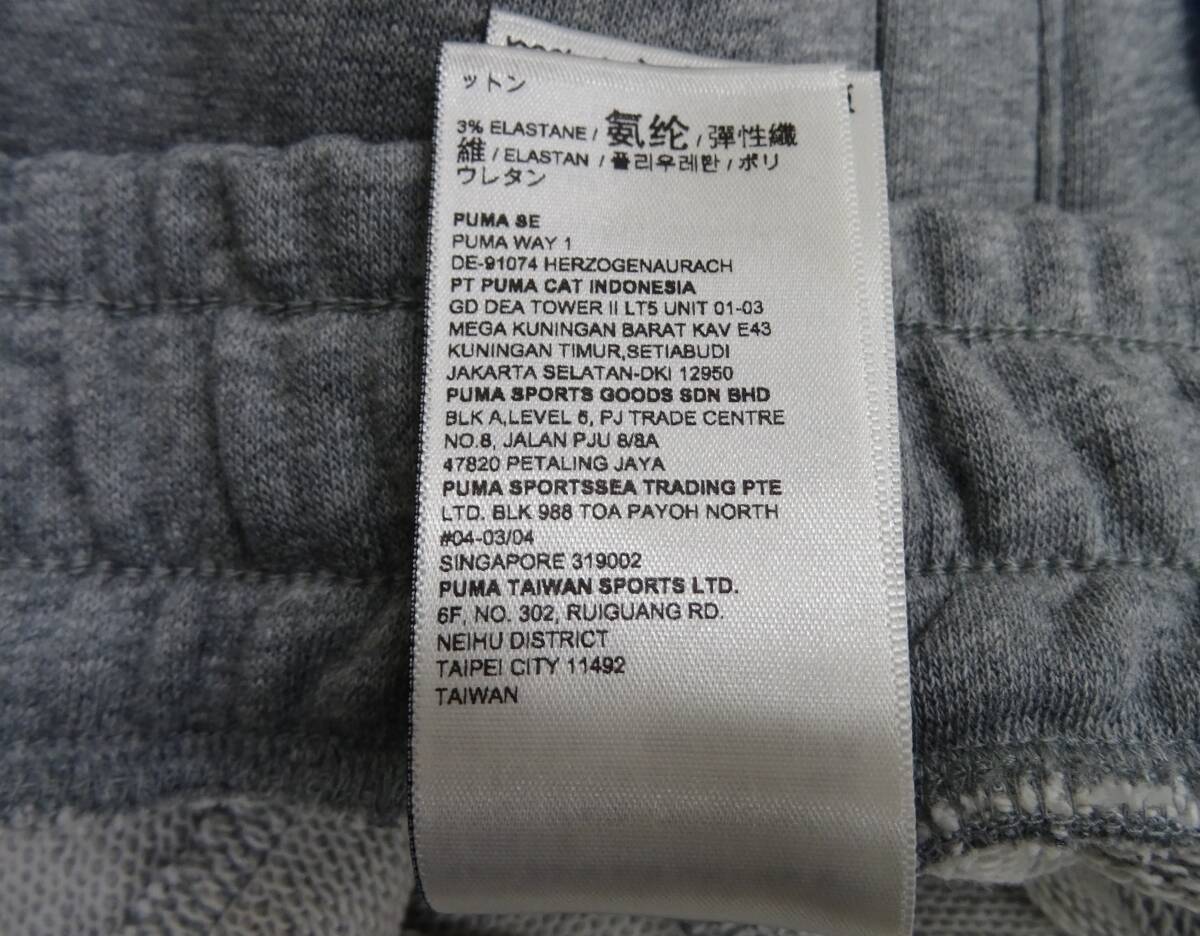 ットン
3% ELASTANE / 氨纶 / 彈性纖
維 / ELASTAN / 폴리우레탄 / ポリ
ウレタン
PUMA SE
PUMA WAY 1
DE-91074 HERZOGENAURACH
PT PUMA CAT INDONESIA
GD DEA TOWER II LT5 UNIT 01-03
MEGA KUNINGAN BARAT KAV E43
KUNINGAN TIMUR,SETIABUDI
JAKARTA SELATAN-DKI 12950
PUMA SPORTS GOODS SDN BHD
BLK A,LEVEL 6, PJ TRADE CENTRE
NO.8, JALAN PJU 8/8A
47820 PETALING JAYA
PUMA SPORTSSEA TRADING PTE
LTD. BLK 988 TOA PAYOH NORTH
#04-03/04
SINGAPORE 319002
PUMA TAIWAN SPORTS LTD.
6F, NO. 302, RUIGUANG RD.
NEIHU DISTRICT
TAIPEI CITY 11492
TAIWAN